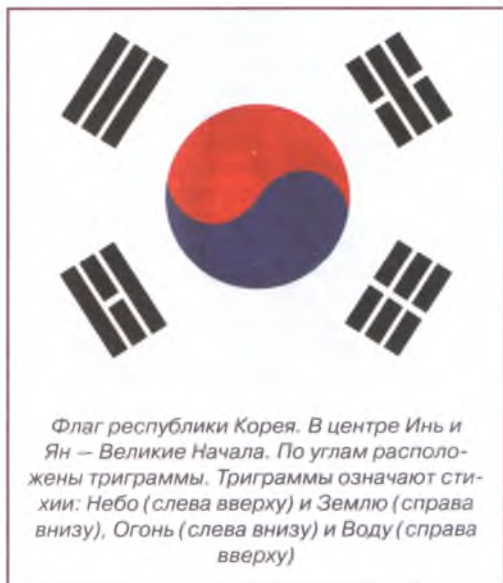 Флаг республики Корея. В центре Инь и
Ян — Великие Начала. По углам располо-
жены триграммы. Триграммы означают сти-
хии: Небо (слева вверху) и Землю (справа
внизу), Огонь (слева внизу) и Воду (справа
вверху)